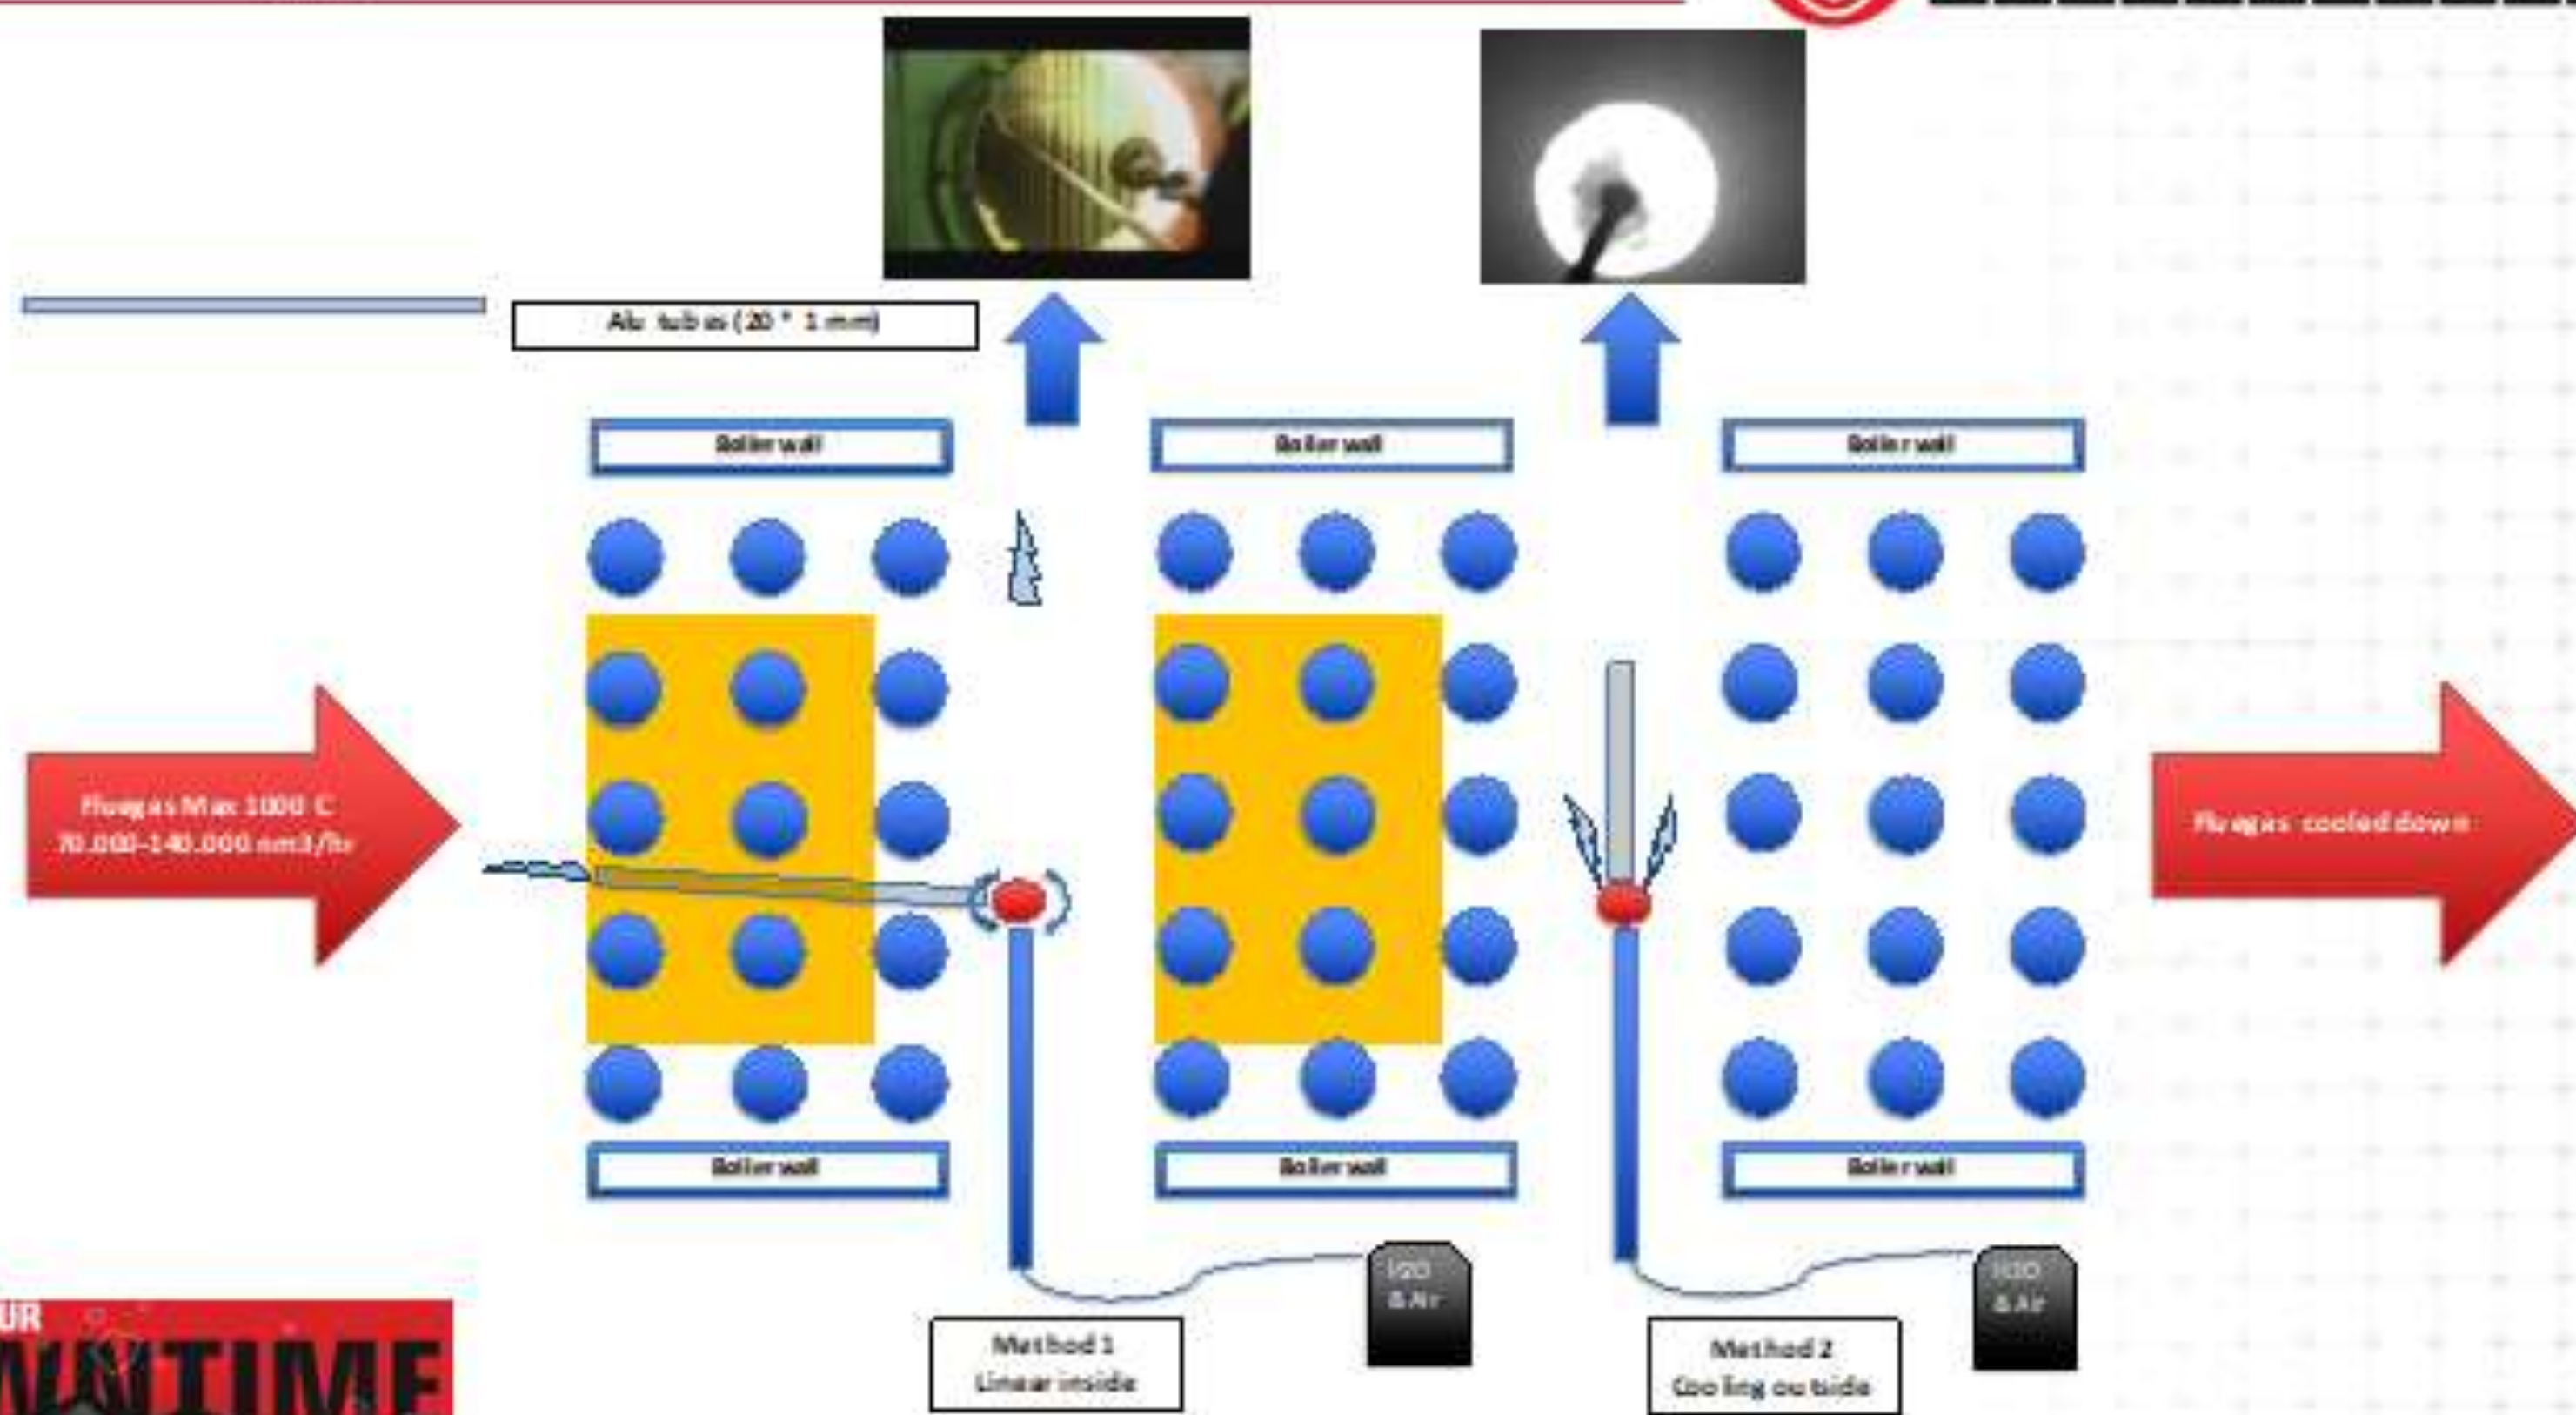 Alu tubes (20 * 1 mm)
Boiler wall
Boiler wall
Boiler wall
Fluegas Max 1000 C
70.000-140.000 nm3/hr
Fluegas cooled down
Boiler wall
Boiler wall
Boiler wall
H2O
& Air
H2O
& Air
Method 1
Linear inside
Method 2
Cooling outside
UR
WNTIME